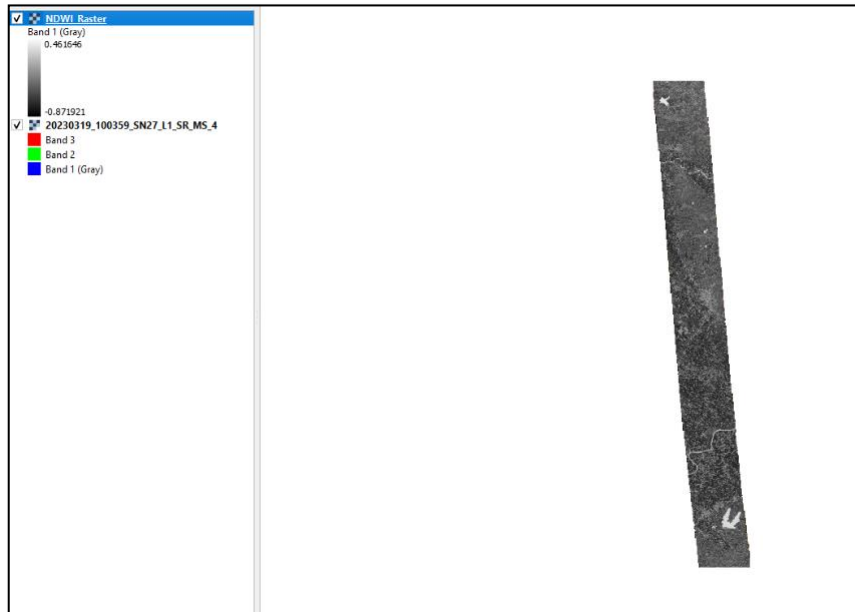 NDWI_Raster
Band 1 (Gray)
0.461646
-0.871921
20230319_100359_SN27_L1_SR_MS_4
Band 3
Band 2
Band 1 (Gray)